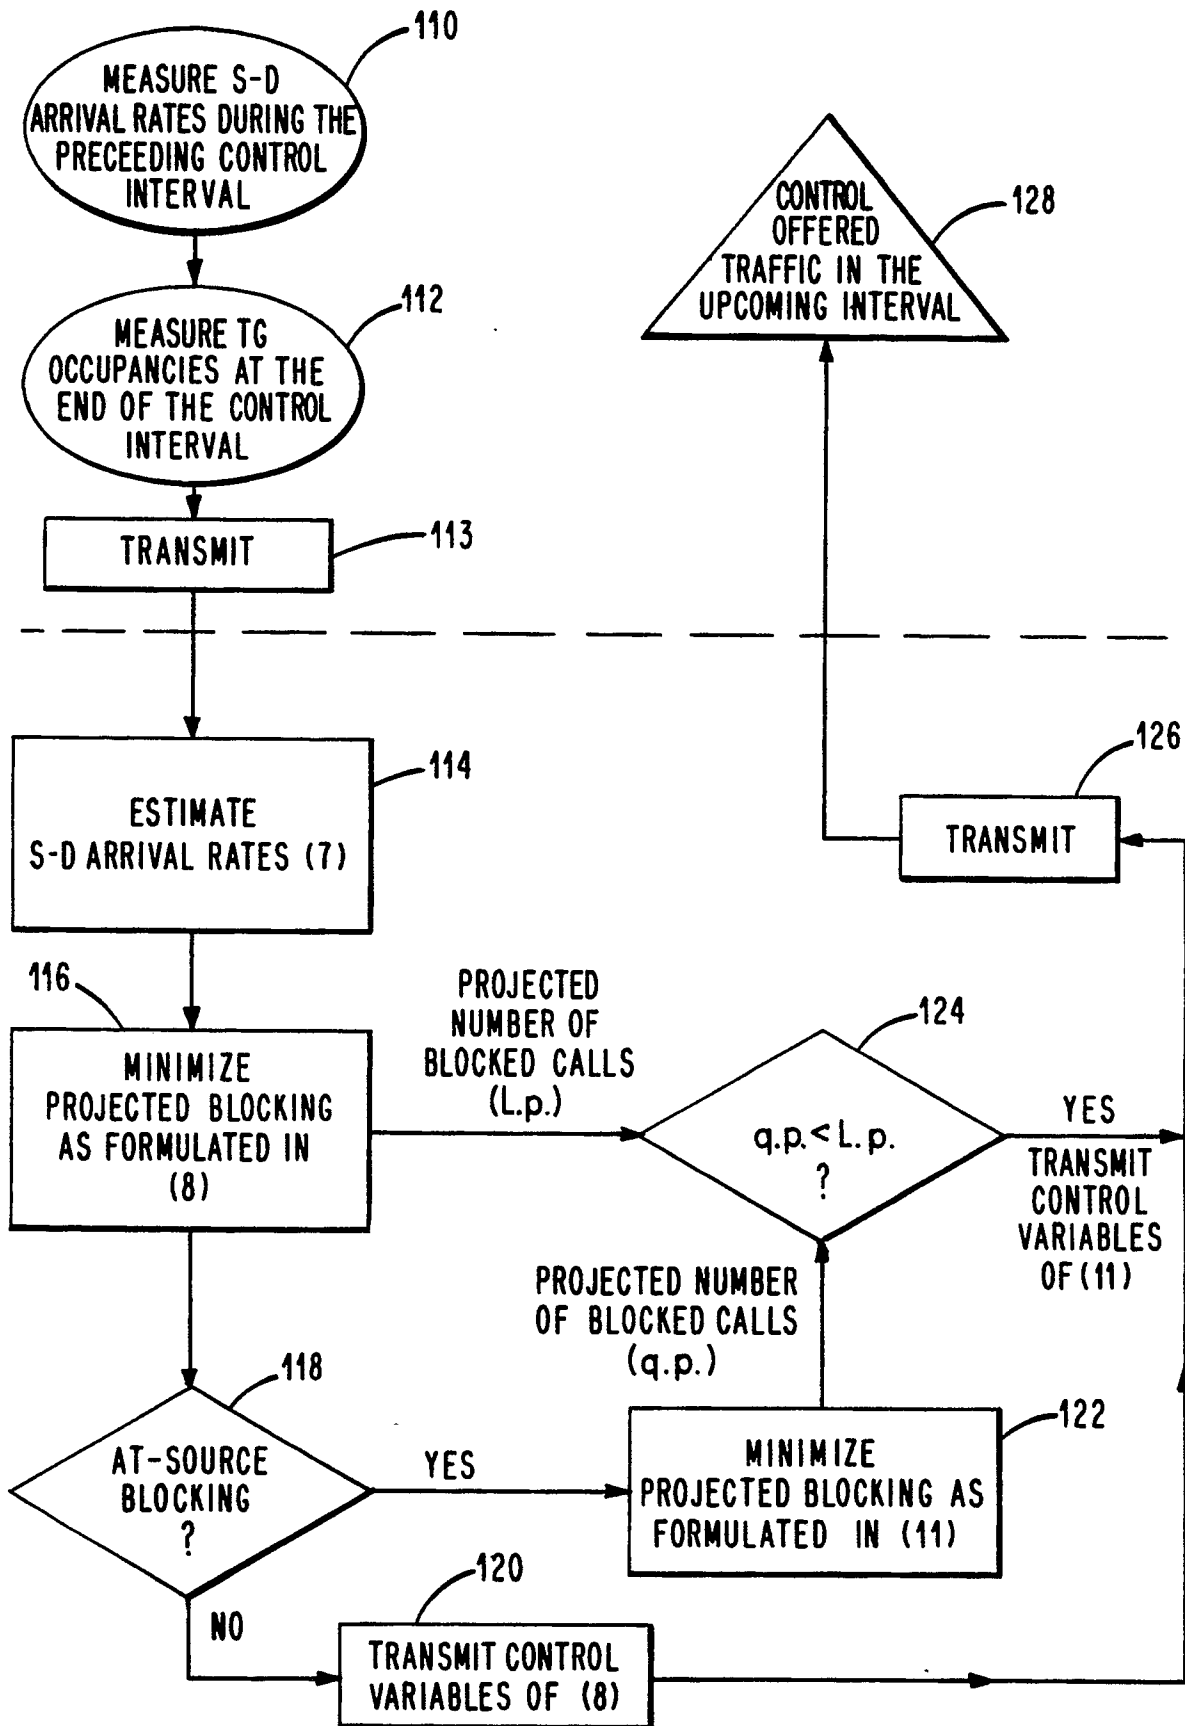 110
MEASURE S-D
ARRIVAL RATES DURING THE
PRECEEDING CONTROL
INTERVAL
112
MEASURE TG
OCCUPANCIES AT THE
END OF THE CONTROL
INTERVAL
TRANSMIT
113
128
CONTROL
OFFERED
TRAFFIC IN THE
UPCOMING INTERVAL
114
ESTIMATE
S-D ARRIVAL RATES (7)
126
TRANSMIT
116
MINIMIZE
PROJECTED BLOCKING
AS FORMULATED IN
(8)
PROJECTED
NUMBER OF
BLOCKED CALLS
(L.p.)
124
q.p. < L.p.
?
YES
TRANSMIT
CONTROL
VARIABLES
OF (11)
PROJECTED NUMBER
OF BLOCKED CALLS
(q.p.)
118
AT-SOURCE
BLOCKING
?
YES
122
MINIMIZE
PROJECTED BLOCKING AS
FORMULATED IN (11)
NO
120
TRANSMIT CONTROL
VARIABLES OF (8)